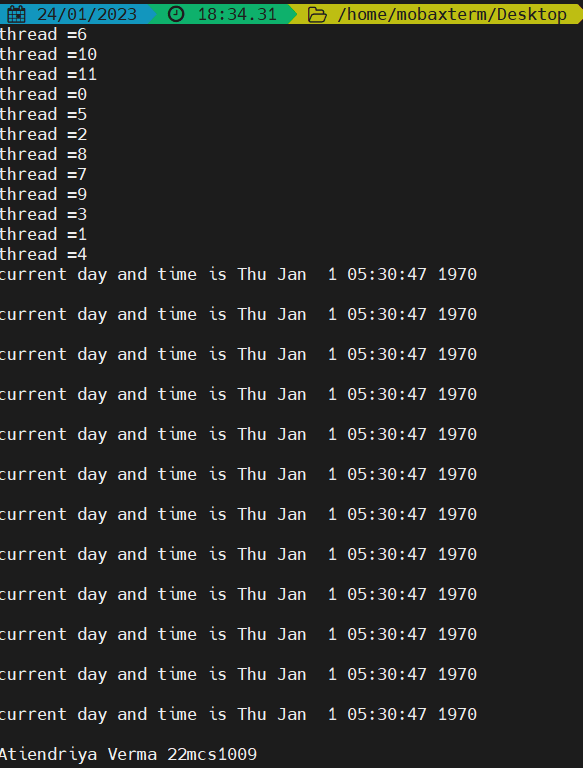 24/01/2023 18:34.31 /home/mobaxterm/Desktop
thread =6
thread =10
thread =11
thread =0
thread =5
thread =2
thread =8
thread =7
thread =9
thread =3
thread =1
thread =4
current day and time is Thu Jan  1 05:30:47 1970
current day and time is Thu Jan  1 05:30:47 1970
current day and time is Thu Jan  1 05:30:47 1970
current day and time is Thu Jan  1 05:30:47 1970
current day and time is Thu Jan  1 05:30:47 1970
current day and time is Thu Jan  1 05:30:47 1970
current day and time is Thu Jan  1 05:30:47 1970
current day and time is Thu Jan  1 05:30:47 1970
current day and time is Thu Jan  1 05:30:47 1970
current day and time is Thu Jan  1 05:30:47 1970
current day and time is Thu Jan  1 05:30:47 1970
current day and time is Thu Jan  1 05:30:47 1970
Atiendriya Verma 22mcs1009